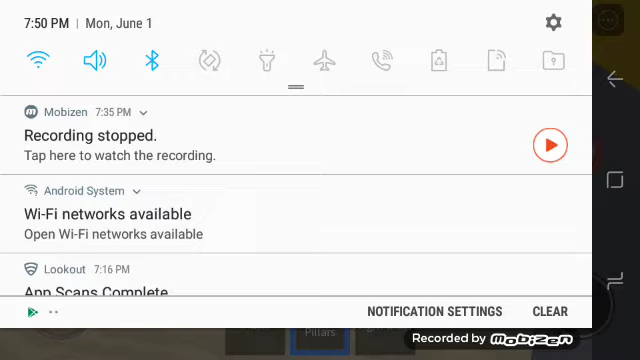 7:50 PM | Mon, June 1
Mobizen 7:35 PM
Recording stopped.
Tap here to watch the recording.
Android System
Wi-Fi networks available
Open Wi-Fi networks available
Lookout 7:16 PM
App Scans Complete
NOTIFICATION SETTINGS CLEAR
Pillars
Recorded by mobizen